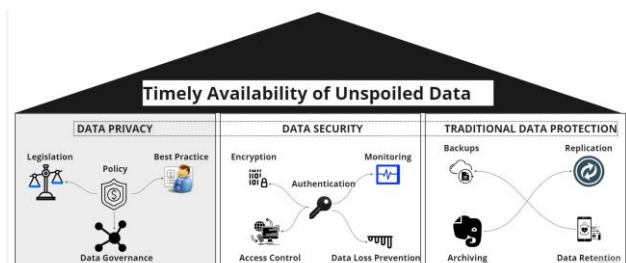 Timely Availability of Unspoiled Data
DATA PRIVACY
DATA SECURITY
TRADITIONAL DATA PROTECTION
Legislation
Policy
Best Practice
Data Governance
Encryption
Monitoring
Authentication
Access Control
Data Loss Prevention
Backups
Replication
Archiving
Data Retention